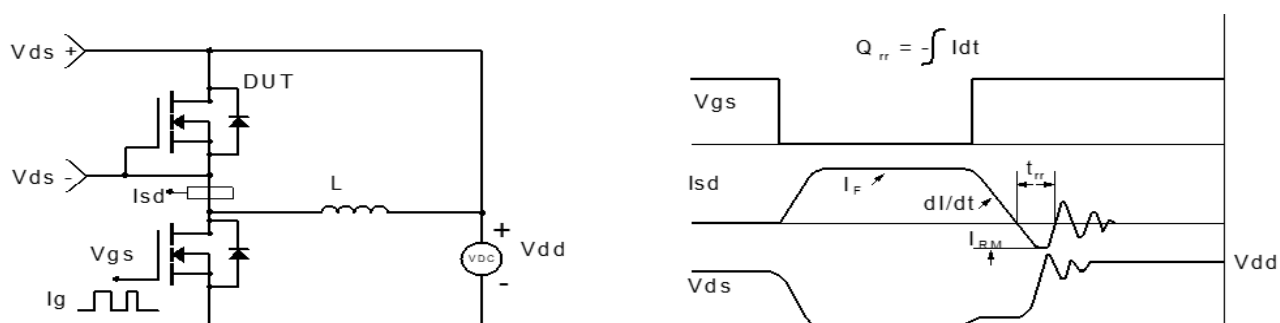 Vds +
DUT
Vds -
Isd
L
Vgs
Ig
+
VDC
-
Vdd
Q rr = -∫ Idt
Vgs
Isd
I F
dI/dt
t rr
I RM
Vds
Vdd